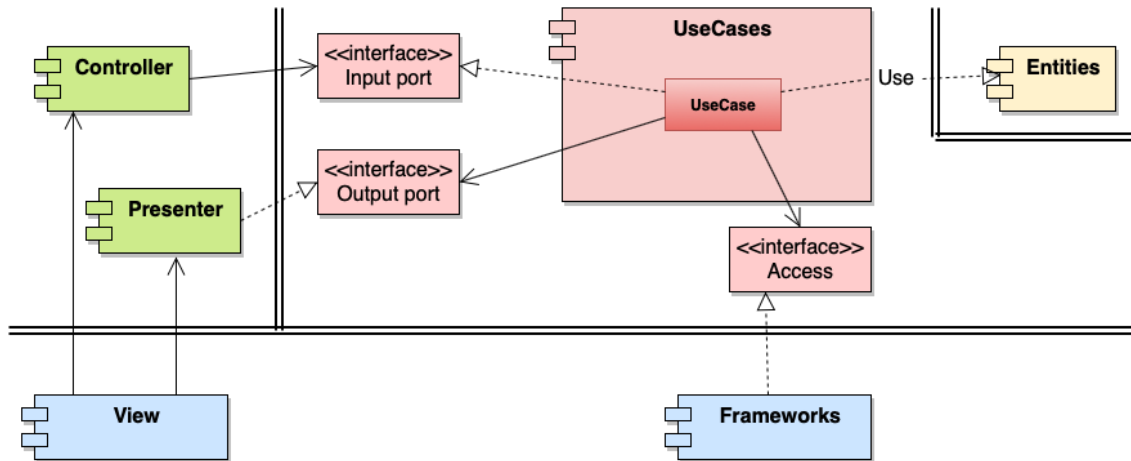 UseCases
Controller
<<interface>>
Input port
Use
Entities
UseCase
<<interface>>
Output port
Presenter
<<interface>>
Access
View
Frameworks